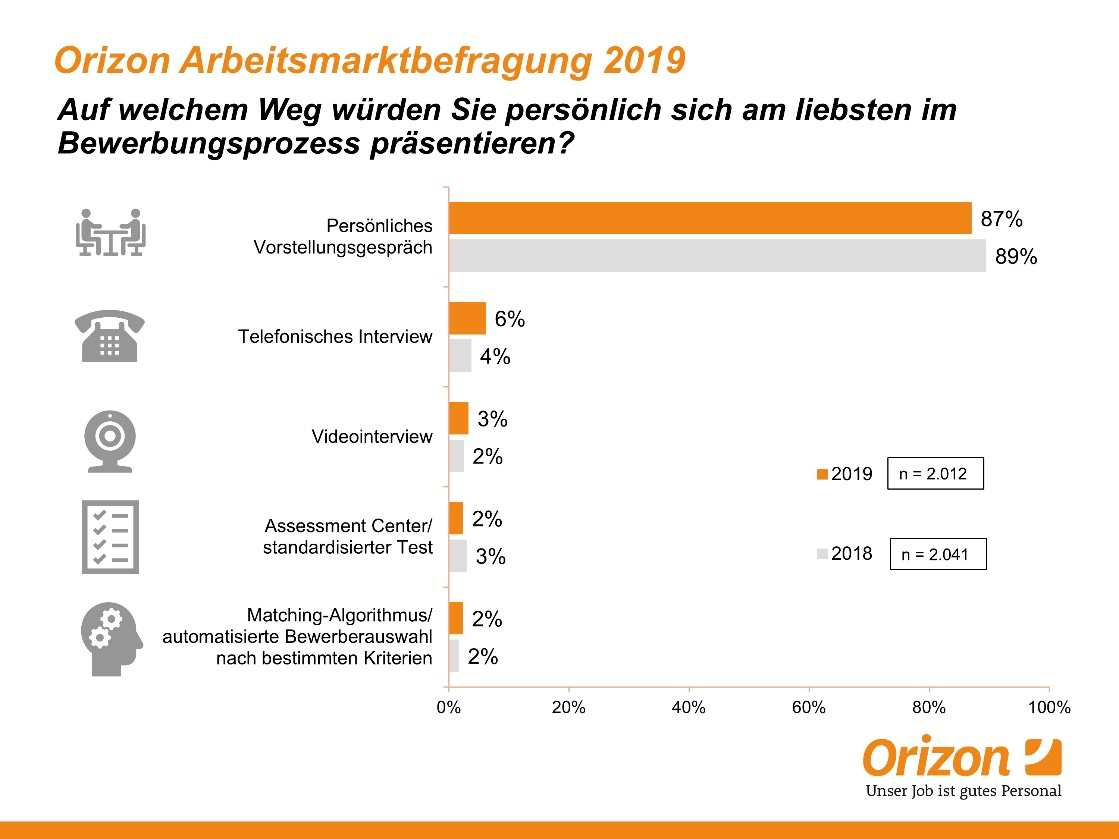 Orizon Arbeitsmarktbefragung 2019
Auf welchem Weg würden Sie persönlich sich am liebsten im
Bewerbungsprozess präsentieren?
Persönliches
Vorstellungsgespräch
87%
89%
Telefonisches Interview
6%
4%
Videointerview
3%
2%
Assessment Center/
standardisierter Test
2%
3%
Matching-Algorithmus/
automatisierte Bewerberauswahl
nach bestimmten Kriterien
2%
2%
2019 n = 2.012
2018 n = 2.041
0% 20% 40% 60% 80% 100%
Orizon
Unser Job ist gutes Personal